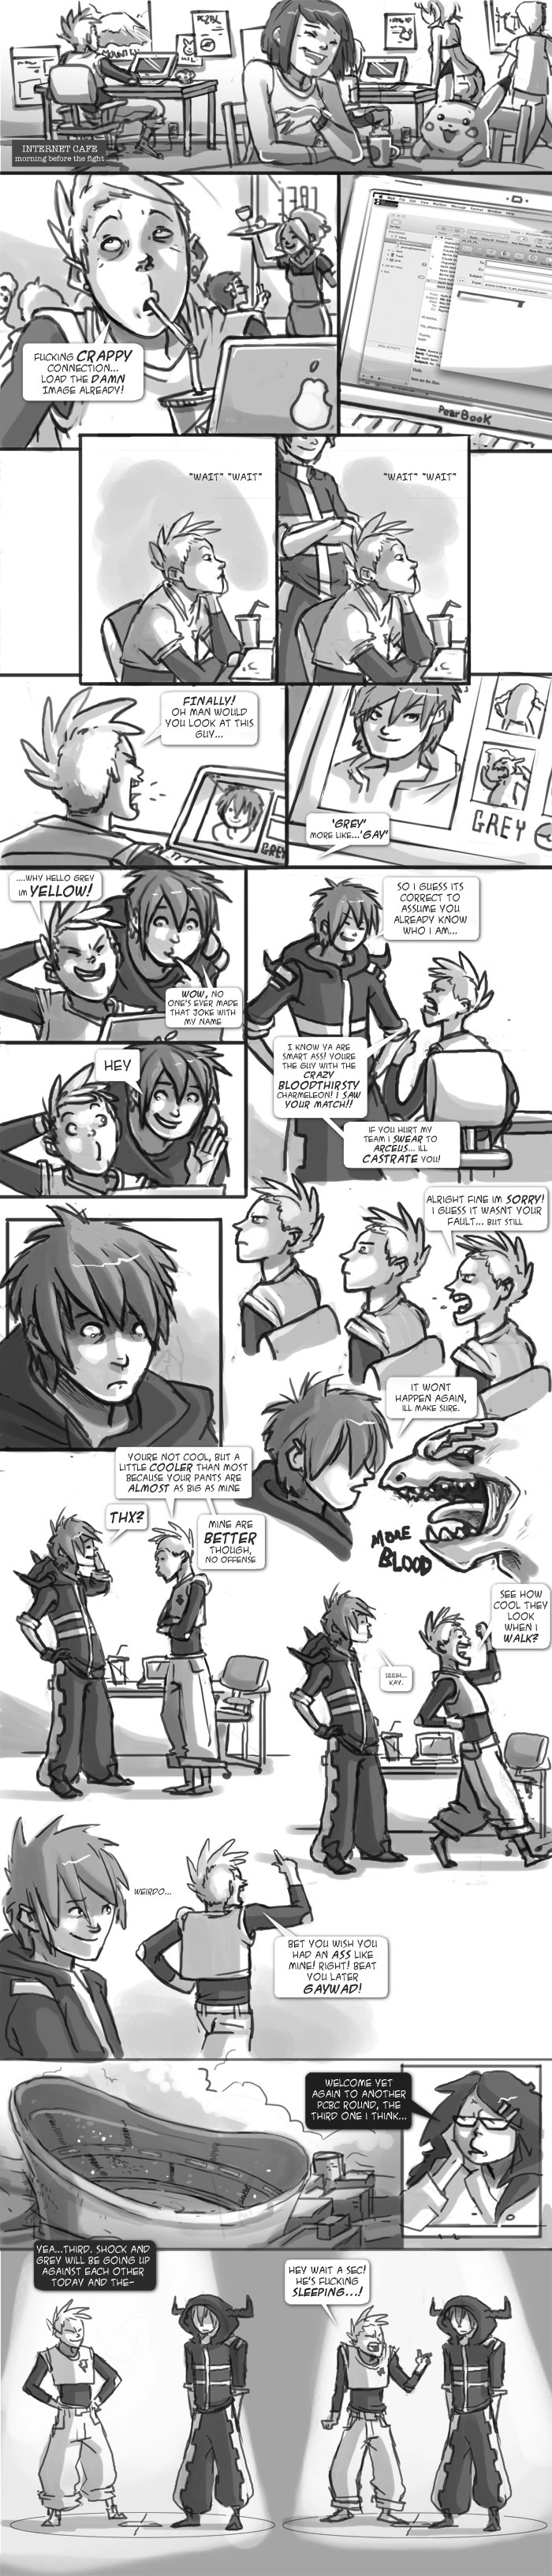 INTERNET CAFE
morning before the fight
FREE
FUCKING CRAPPY
CONNECTION...
LOAD THE DAMN
IMAGE ALREADY!
PearBook
"WAIT" "WAIT"
"WAIT" "WAIT"
FINALLY!
OH MAN WOULD
YOU LOOK AT THIS
GUY...
GREY
'GREY'
MORE LIKE...'GAY'
GREY
....WHY HELLO GREY
IM YELLOW!
WOW, NO
ONE'S EVER MADE
THAT JOKE WITH
MY NAME
SO I GUESS ITS
CORRECT TO
ASSUME YOU
ALREADY KNOW
WHO I AM...
HEY
I KNOW YA ARE
SMART ASS! YOURE
THE GUY WITH THE
CRAZY
BLOODTHIRSTY
CHARMELEON! I SAW
YOUR MATCH!!
IF YOU HURT MY
TEAM I SWEAR TO
ARCEUS... ILL
CASTRATE YOU!
ALRIGHT FINE IM SORRY!
I GUESS IT WASNT YOUR
FAULT... BUT STILL
IT WONT
HAPPEN AGAIN,
ILL MAKE SURE.
MORE
BLOOD
YOURE NOT COOL, BUT A
LITTLE COOLER THAN MOST
BECAUSE YOUR PANTS ARE
ALMOST AS BIG AS MINE
THX?
MINE ARE
BETTER
THOUGH,
NO OFFENSE
SEE HOW
COOL THEY
LOOK
WHEN I
WALK?
KAY.
WEIRDO...
BET YOU WISH YOU
HAD AN ASS LIKE
MINE! RIGHT! BEAT
YOU LATER
GAYWAD!
WELCOME YET
AGAIN TO ANOTHER
PCBC ROUND, THE
THIRD ONE I THINK...
YEA...THIRD. SHOCK AND
GREY WILL BE GOING UP
AGAINST EACH OTHER
TODAY AND THE-
HEY WAIT A SEC!
HE'S FUCKING
SLEEPING...!